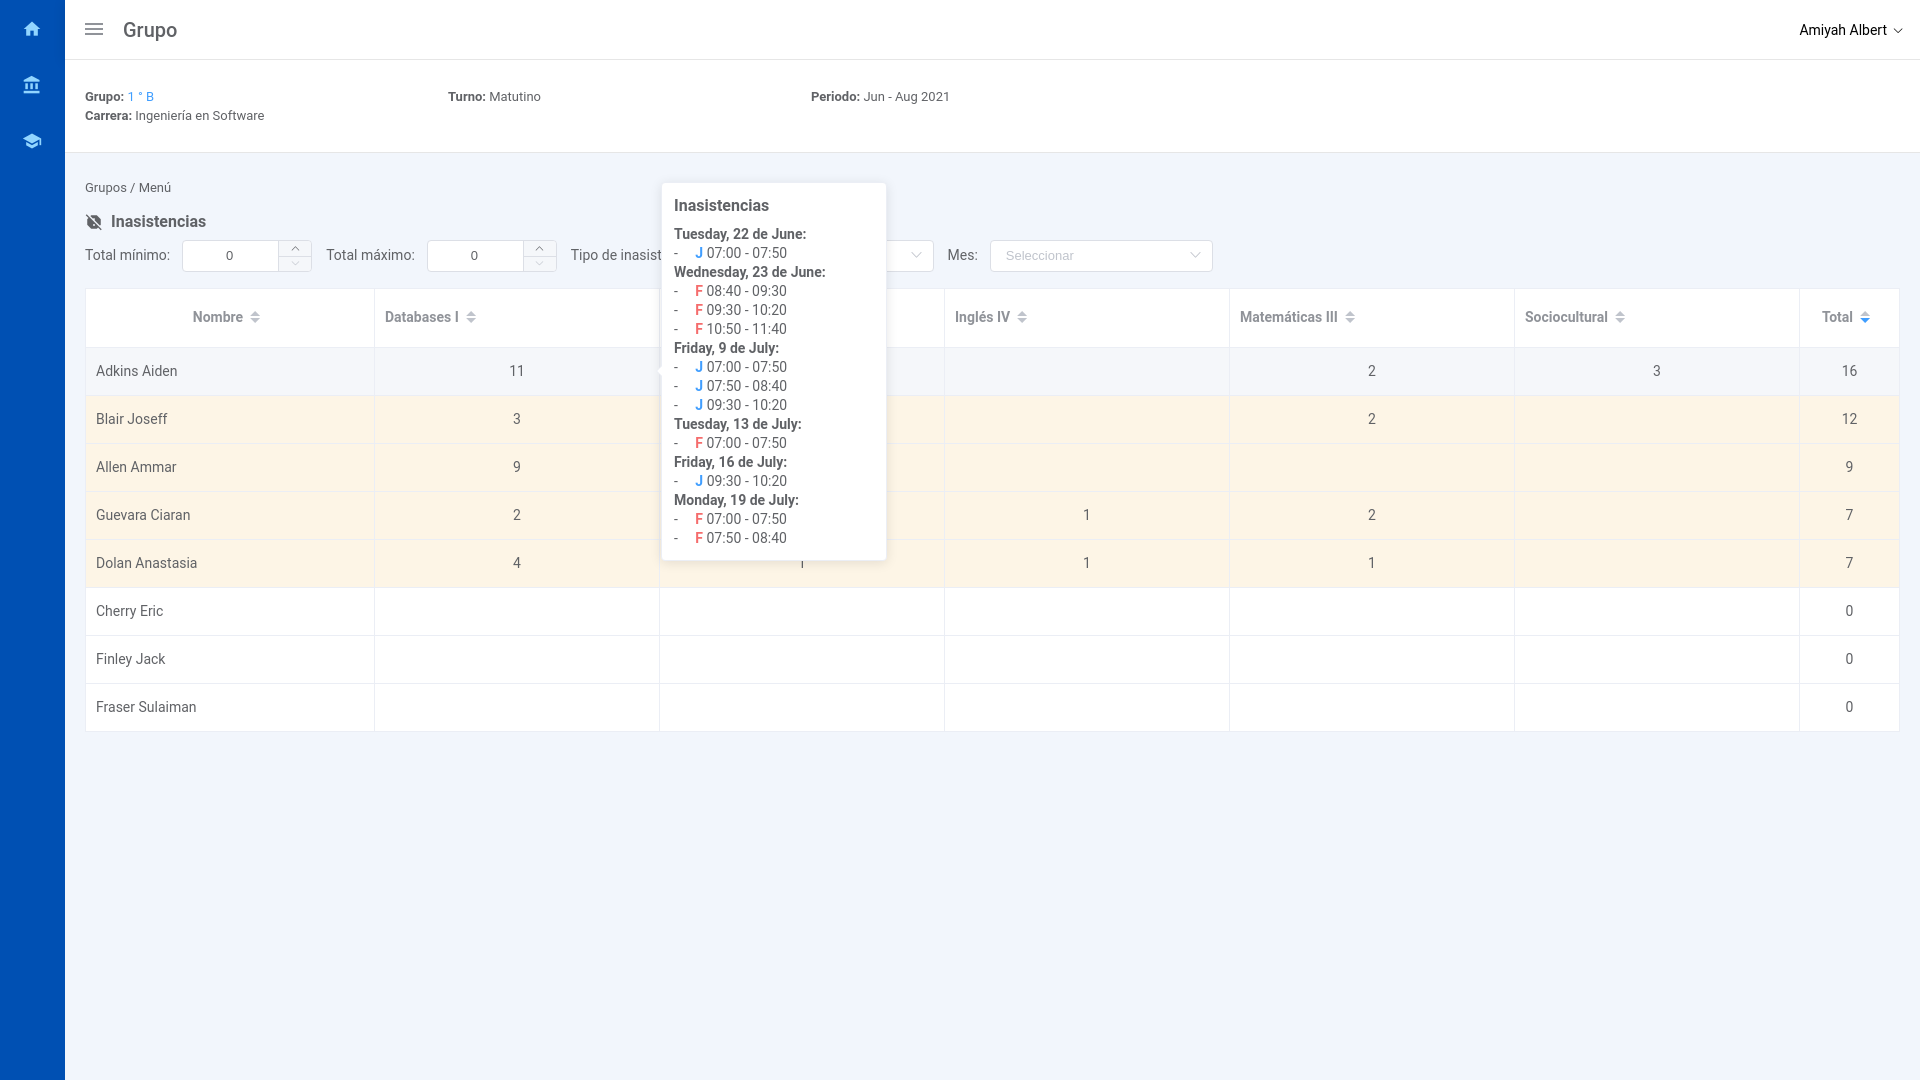 Grupo
Amiyah Albert
Grupo: 1 ° B
Turno: Matutino
Periodo: Jun - Aug 2021
Carrera: Ingeniería en Software
Grupos / Menú
Inasistencias
Total mínimo: 0
Total máximo: 0
Tipo de inasist
Mes: Seleccionar
Inasistencias
Tuesday, 22 de June:
- J 07:00 - 07:50
Wednesday, 23 de June:
- F 08:40 - 09:30
- F 09:30 - 10:20
- F 10:50 - 11:40
Friday, 9 de July:
- J 07:00 - 07:50
- J 07:50 - 08:40
- J 09:30 - 10:20
Tuesday, 13 de July:
- F 07:00 - 07:50
Friday, 16 de July:
- J 09:30 - 10:20
Monday, 19 de July:
- F 07:00 - 07:50
- F 07:50 - 08:40
Nombre Databases I Inglés IV Matemáticas III Sociocultural Total
Adkins Aiden 11 2 3 16
Blair Joseff 3 2 12
Allen Ammar 9 9
Guevara Ciaran 2 1 2 7
Dolan Anastasia 4 1 1 1 7
Cherry Eric 0
Finley Jack 0
Fraser Sulaiman 0